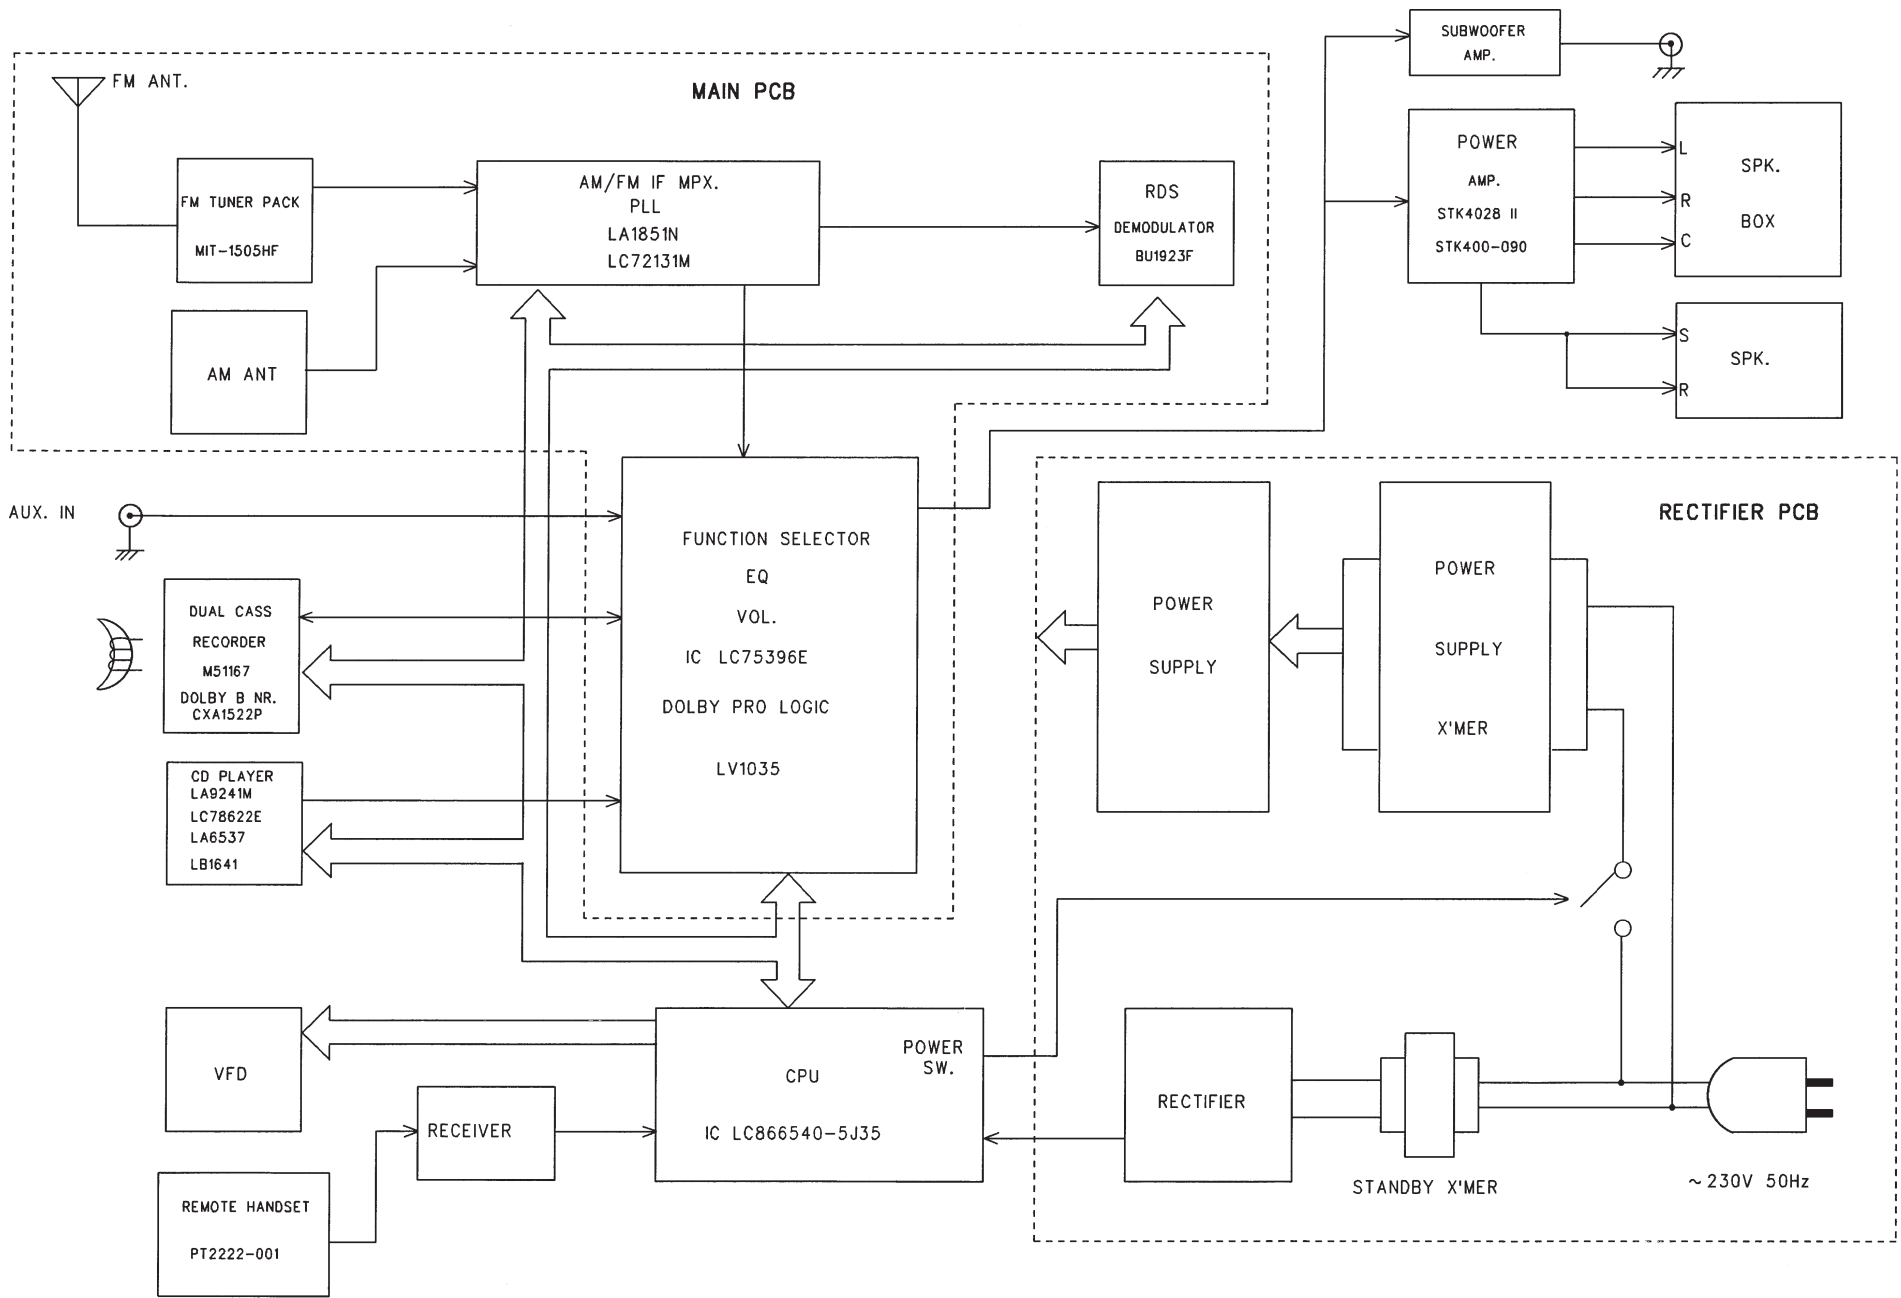 FM ANT.
MAIN PCB
FM TUNER PACK
MIT-1505HF
AM ANT
AM/FM IF MPX.
PLL
LA1851N
LC72131M
RDS
DEMODULATOR
BU1923F
SUBWOOFER
AMP.
POWER
AMP.
STK4028 II
STK400-090
L
R
C
SPK.
BOX
S
R
SPK.
AUX. IN
DUAL CASS
RECORDER
M51167
DOLBY B NR.
CXA1522P
CD PLAYER
LA9241M
LC78622E
LA6537
LB1641
FUNCTION SELECTOR
EQ
VOL.
IC LC75396E
DOLBY PRO LOGIC
LV1035
RECTIFIER PCB
POWER
SUPPLY
POWER
SUPPLY
X'MER
VFD
RECEIVER
REMOTE HANDSET
PT2222-001
POWER
SW.
CPU
IC LC866540-5J35
RECTIFIER
STANDBY X'MER
~230V 50Hz